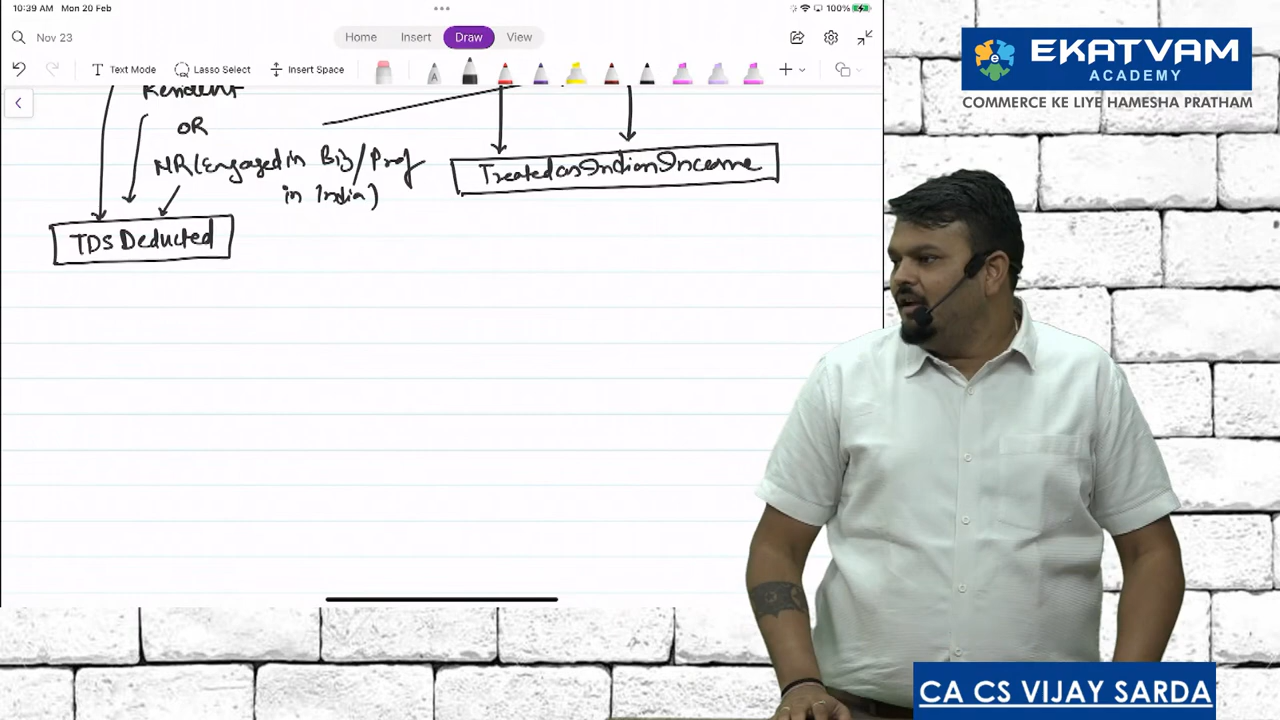 10:39 AM Mon 20 Feb
100%
Nov 23
Home
Insert
Draw
View
Text Mode
Lasso Select
Insert Space
A
OR
NR (Engaged in Biz/Prof
in India)
Treated as Indian Income
TDS Deducted
EKATVAM
ACADEMY
COMMERCE KE LIYE HAMESHA PRATHAM
CA CS VIJAY SARDA